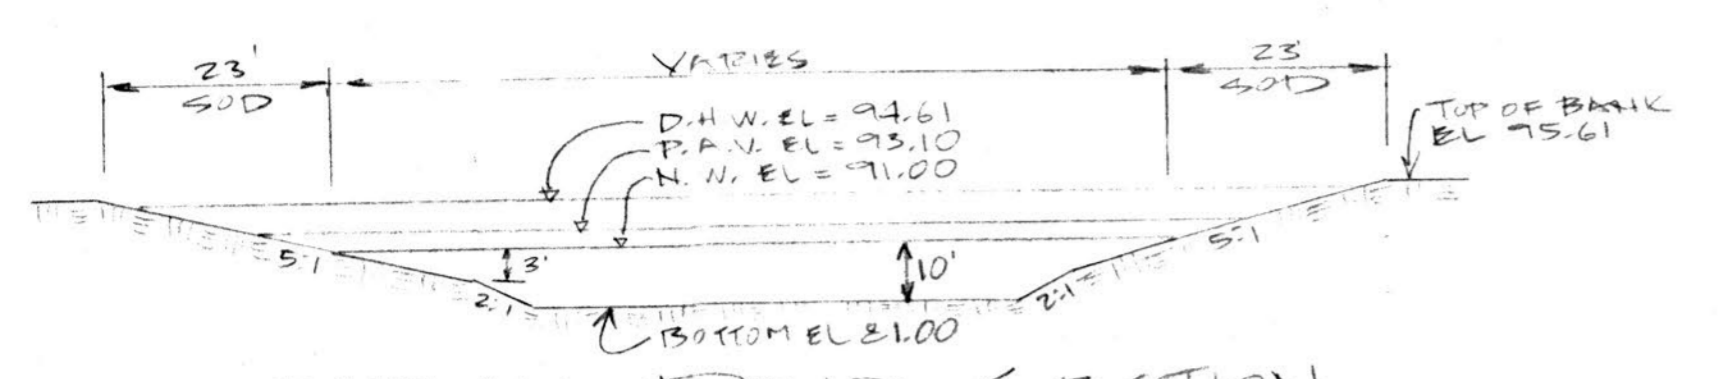 23'
SOD
VARIES
23'
SOD
D.H.W. EL = 94.61
P.A.V. EL = 93.10
N.W. EL = 91.00
TOP OF BANK
EL 95.61
5:1
3'
2:1
10'
2:1
5:1
BOTTOM EL 81.00
SECTION